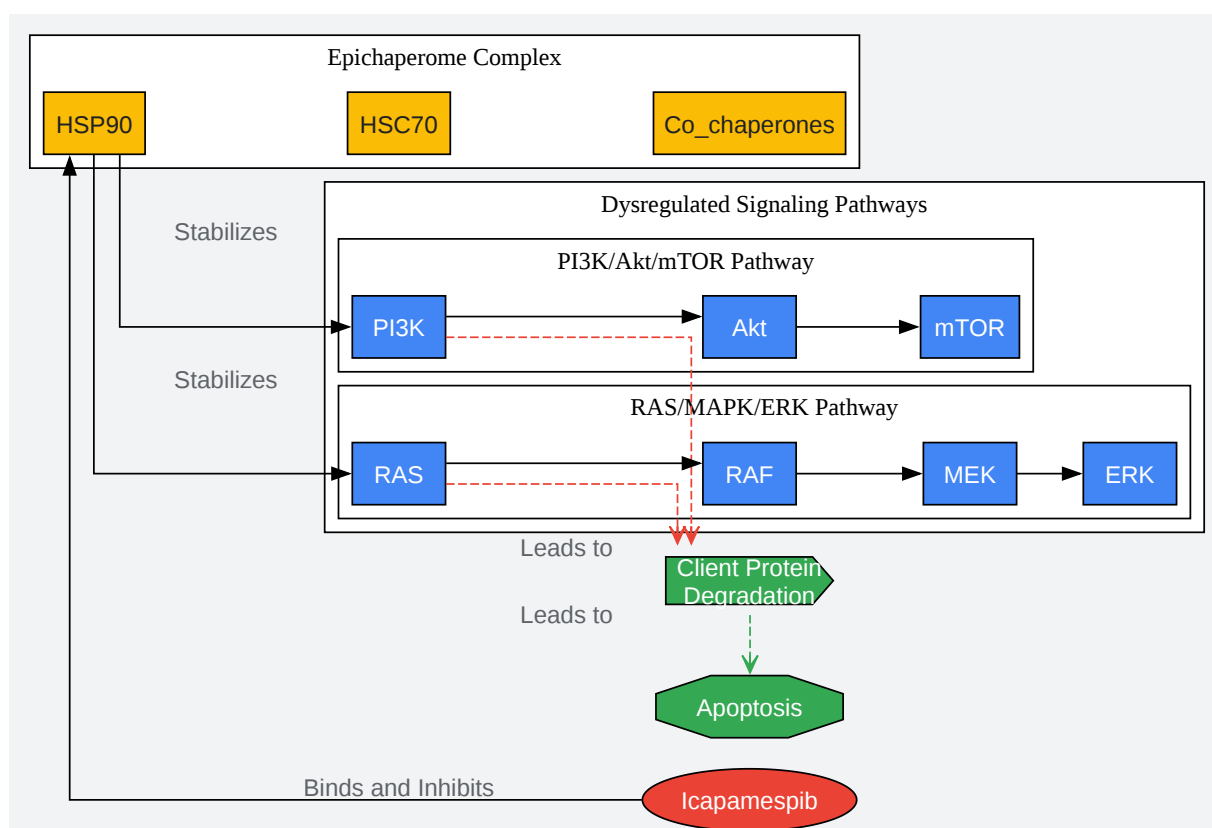 Epichaperome Complex
HSP90
HSC70
Co_chaperones
Dysregulated Signaling Pathways
Stabilizes
PI3K/Akt/mTOR Pathway
PI3K
Akt
mTOR
Stabilizes
RAS/MAPK/ERK Pathway
RAS
RAF
MEK
ERK
Leads to
Client Protein
Degradation
Leads to
Apoptosis
Binds and Inhibits
Icapamespib